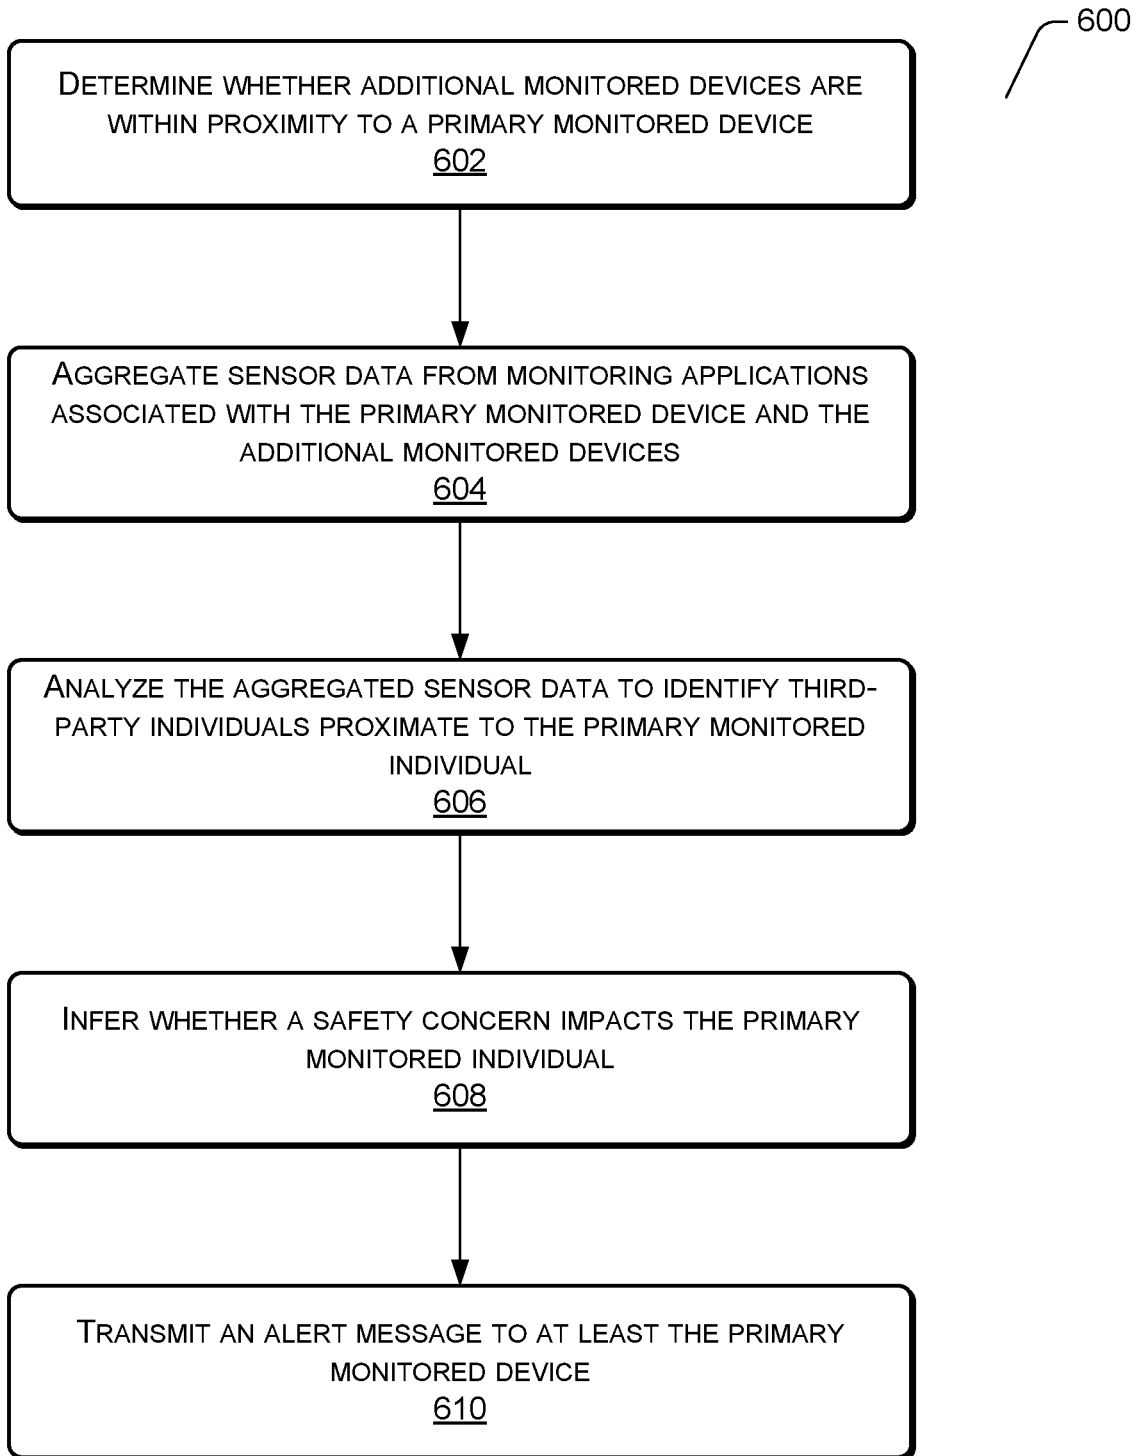 600
DETERMINE WHETHER ADDITIONAL MONITORED DEVICES ARE
WITHIN PROXIMITY TO A PRIMARY MONITORED DEVICE
602
AGGREGATE SENSOR DATA FROM MONITORING APPLICATIONS
ASSOCIATED WITH THE PRIMARY MONITORED DEVICE AND THE
ADDITIONAL MONITORED DEVICES
604
ANALYZE THE AGGREGATED SENSOR DATA TO IDENTIFY THIRD-
PARTY INDIVIDUALS PROXIMATE TO THE PRIMARY MONITORED
INDIVIDUAL
606
INFER WHETHER A SAFETY CONCERN IMPACTS THE PRIMARY
MONITORED INDIVIDUAL
608
TRANSMIT AN ALERT MESSAGE TO AT LEAST THE PRIMARY
MONITORED DEVICE
610